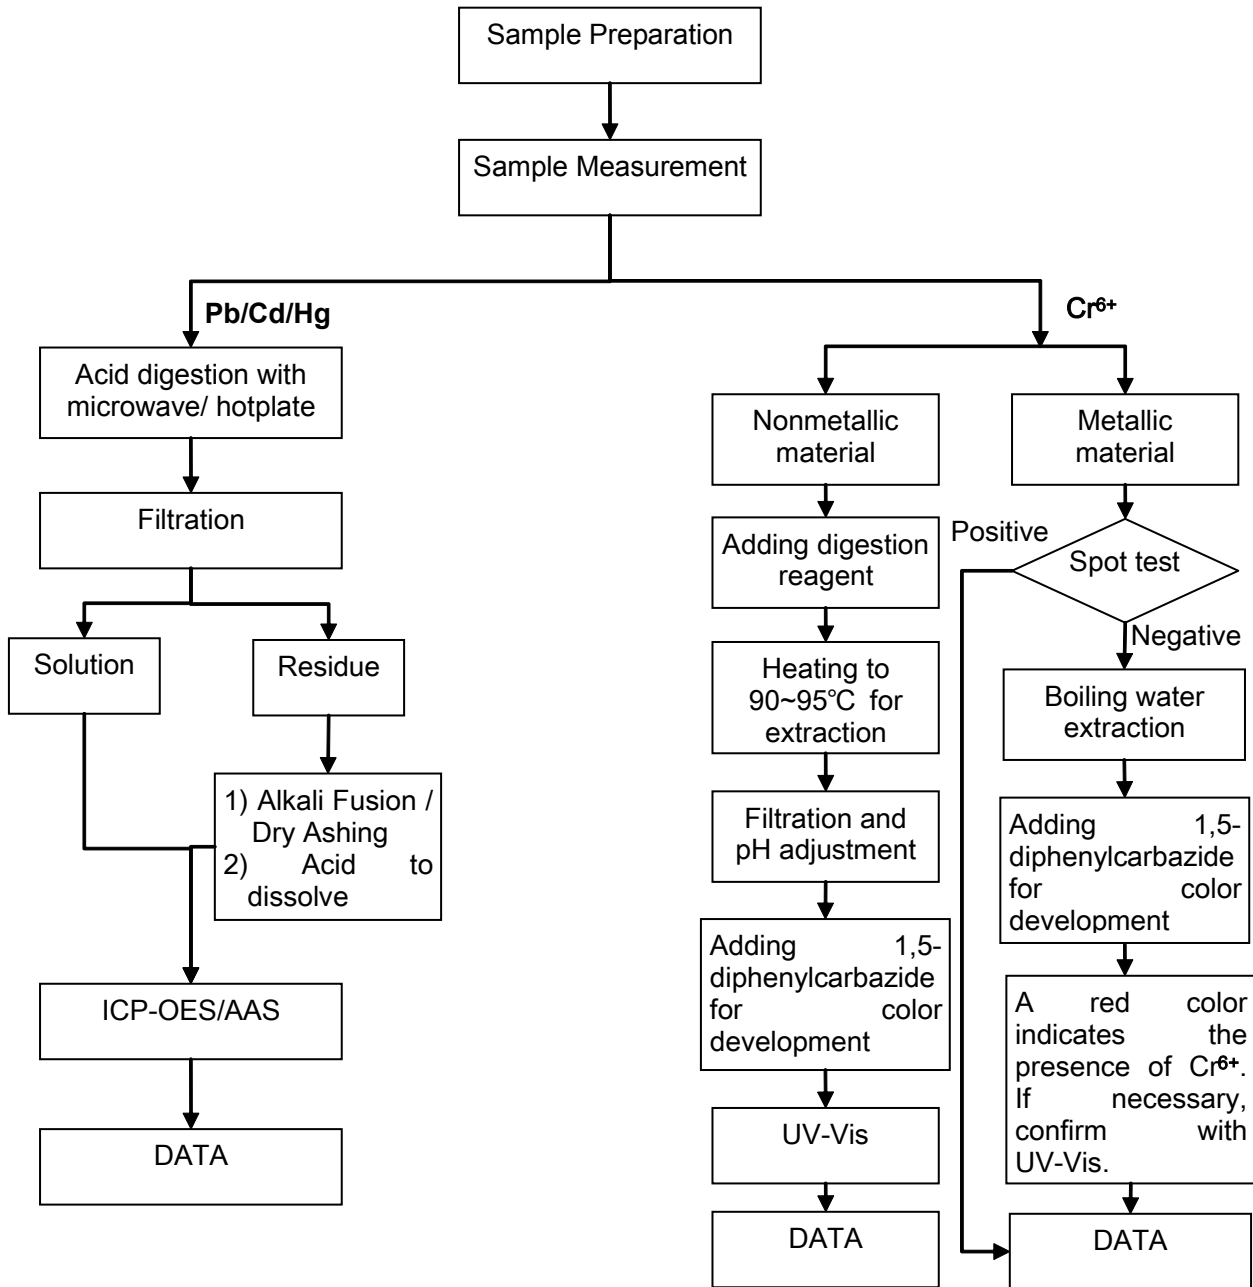 Sample Preparation
Sample Measurement
Pb/Cd/Hg
Acid digestion with
microwave/ hotplate
Filtration
Solution
Residue
1) Alkali Fusion /
Dry Ashing
2) Acid to
dissolve
ICP-OES/AAS
DATA
Cr⁶⁺
Nonmetallic
material
Adding digestion
reagent
Heating to
90~95℃ for
extraction
Filtration and
pH adjustment
Adding 1,5-
diphenylcarbazide
for color
development
UV-Vis
DATA
Metallic
material
Positive
Spot test
Negative
Boiling water
extraction
Adding 1,5-
diphenylcarbazide
for color
development
A red color
indicates the
presence of Cr⁶⁺.
If necessary,
confirm with
UV-Vis.
DATA